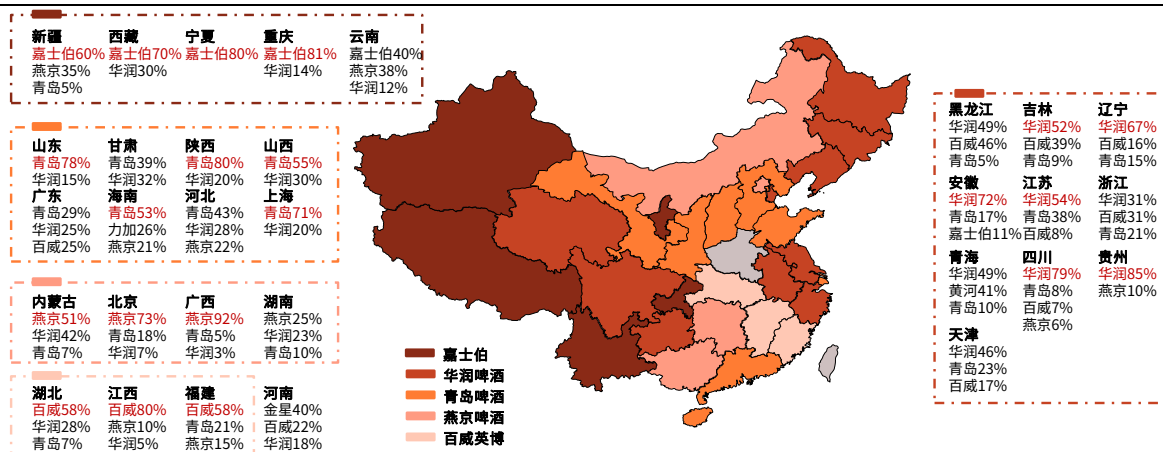 新疆 西藏 宁夏 重庆 云南
嘉士伯60% 嘉士伯70% 嘉士伯80% 嘉士伯81% 嘉士伯40%
燕京35% 华润30% 华润14% 燕京38%
青岛5% 华润12%
山东 甘肃 陕西 山西
青岛78% 青岛39% 青岛80% 青岛55%
华润15% 华润32% 华润20% 华润30%
广东 海南 河北 上海
青岛29% 青岛53% 青岛43% 青岛71%
华润25% 力加26% 华润28% 华润20%
百威25% 燕京21% 燕京22%
内蒙古 北京 广西 湖南
燕京51% 燕京73% 燕京92% 燕京25%
华润42% 青岛18% 青岛5% 华润23%
青岛7% 华润7% 华润3% 青岛10%
湖北 江西 福建 河南
百威58% 百威80% 百威58% 金星40%
华润28% 燕京10% 青岛21% 百威22%
青岛7% 华润5% 燕京15% 华润18%
嘉士伯
华润啤酒
青岛啤酒
燕京啤酒
百威英博
黑龙江 吉林 辽宁
华润49% 华润52% 华润67%
百威46% 百威39% 百威16%
青岛5% 青岛9% 青岛15%
安徽 江苏 浙江
华润72% 华润54% 华润31%
青岛17% 青岛38% 百威31%
嘉士伯11% 百威8% 青岛21%
青海 四川 贵州
华润49% 华润79% 华润85%
黄河41% 青岛8% 燕京10%
青岛10% 百威7%
燕京6%
天津
华润46%
青岛23%
百威17%